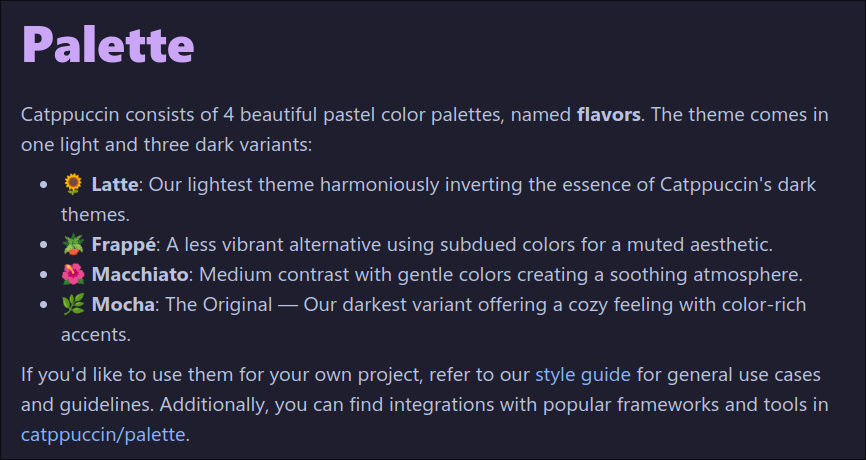 Palette
Catppuccin consists of 4 beautiful pastel color palettes, named flavors. The theme comes in
one light and three dark variants:
• 🌻 Latte: Our lightest theme harmoniously inverting the essence of Catppuccin's dark
themes.
• 🪴 Frappé: A less vibrant alternative using subdued colors for a muted aesthetic.
• 🌺 Macchiato: Medium contrast with gentle colors creating a soothing atmosphere.
• 🌿 Mocha: The Original — Our darkest variant offering a cozy feeling with color-rich
accents.
If you'd like to use them for your own project, refer to our style guide for general use cases
and guidelines. Additionally, you can find integrations with popular frameworks and tools in
catppuccin/palette.